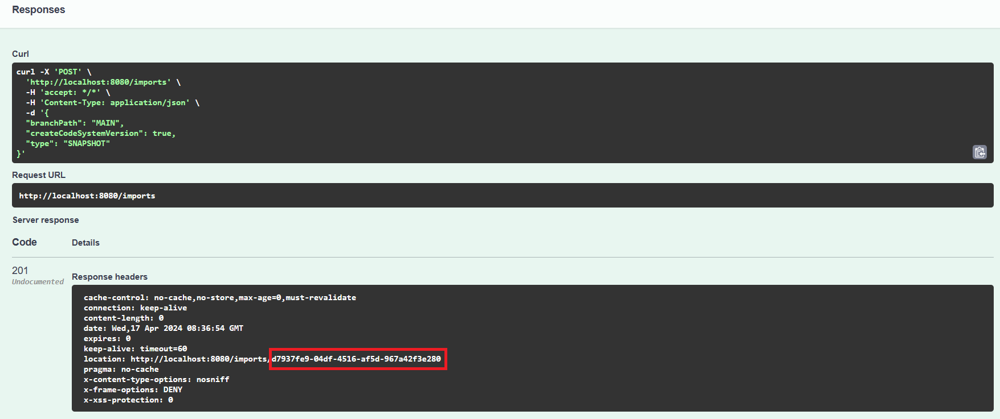 Responses
Curl
curl -X 'POST' \
'http://localhost:8080/imports' \
-H 'accept: */*' \
-H 'Content-Type: application/json' \
-d '{
"branchPath": "MAIN",
"createCodeSystemVersion": true,
"type": "SNAPSHOT"
}'
Request URL
http://localhost:8080/imports
Server response
Code Details
201
Undocumented
Response headers
cache-control: no-cache,no-store,max-age=0,must-revalidate
connection: keep-alive
content-length: 0
date: Wed,17 Apr 2024 08:36:54 GMT
expires: 0
keep-alive: timeout=60
location: http://localhost:8080/imports/d7937fe9-04df-4516-af5d-967a42f3e280
pragma: no-cache
x-content-type-options: nosniff
x-frame-options: DENY
x-xss-protection: 0